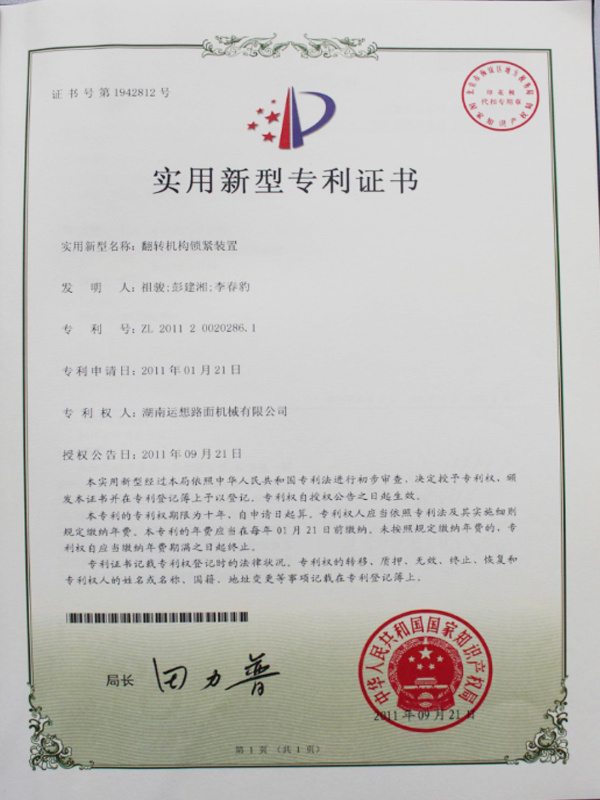 证书号第1942812号
印花税
代扣专用章
国家知识产权局
实用新型专利证书
实用新型名称：翻转机构锁紧装置
发明人：祖骏;彭建湘;李春豹
专利号：ZL 2011 2 0020286.1
专利申请日：2011年01月21日
专利权人：湖南运想路面机械有限公司
授权公告日：2011年09月21日
本实用新型经过本局依照中华人民共和国专利法进行初步审查，决定授予专利权，颁
发本证书并在专利登记簿上予以登记。专利权自授权公告之日起生效。
本专利的专利权期限为十年，自申请日起算。专利权人应当依照专利法及其实施细则
规定缴纳年费。本专利的年费应当在每年01月21日前缴纳。未按照规定缴纳年费的，专
利权自应当缴纳年费期满之日起终止。
专利证书记载专利权登记时的法律状况。专利权的转移、质押、无效、终止、恢复和
专利权人的姓名或名称、国籍、地址变更等事项记载在专利登记簿上。
局长 田力普
中华人民共和国国家知识产权局
2011年09月21日
第1页（共1页）